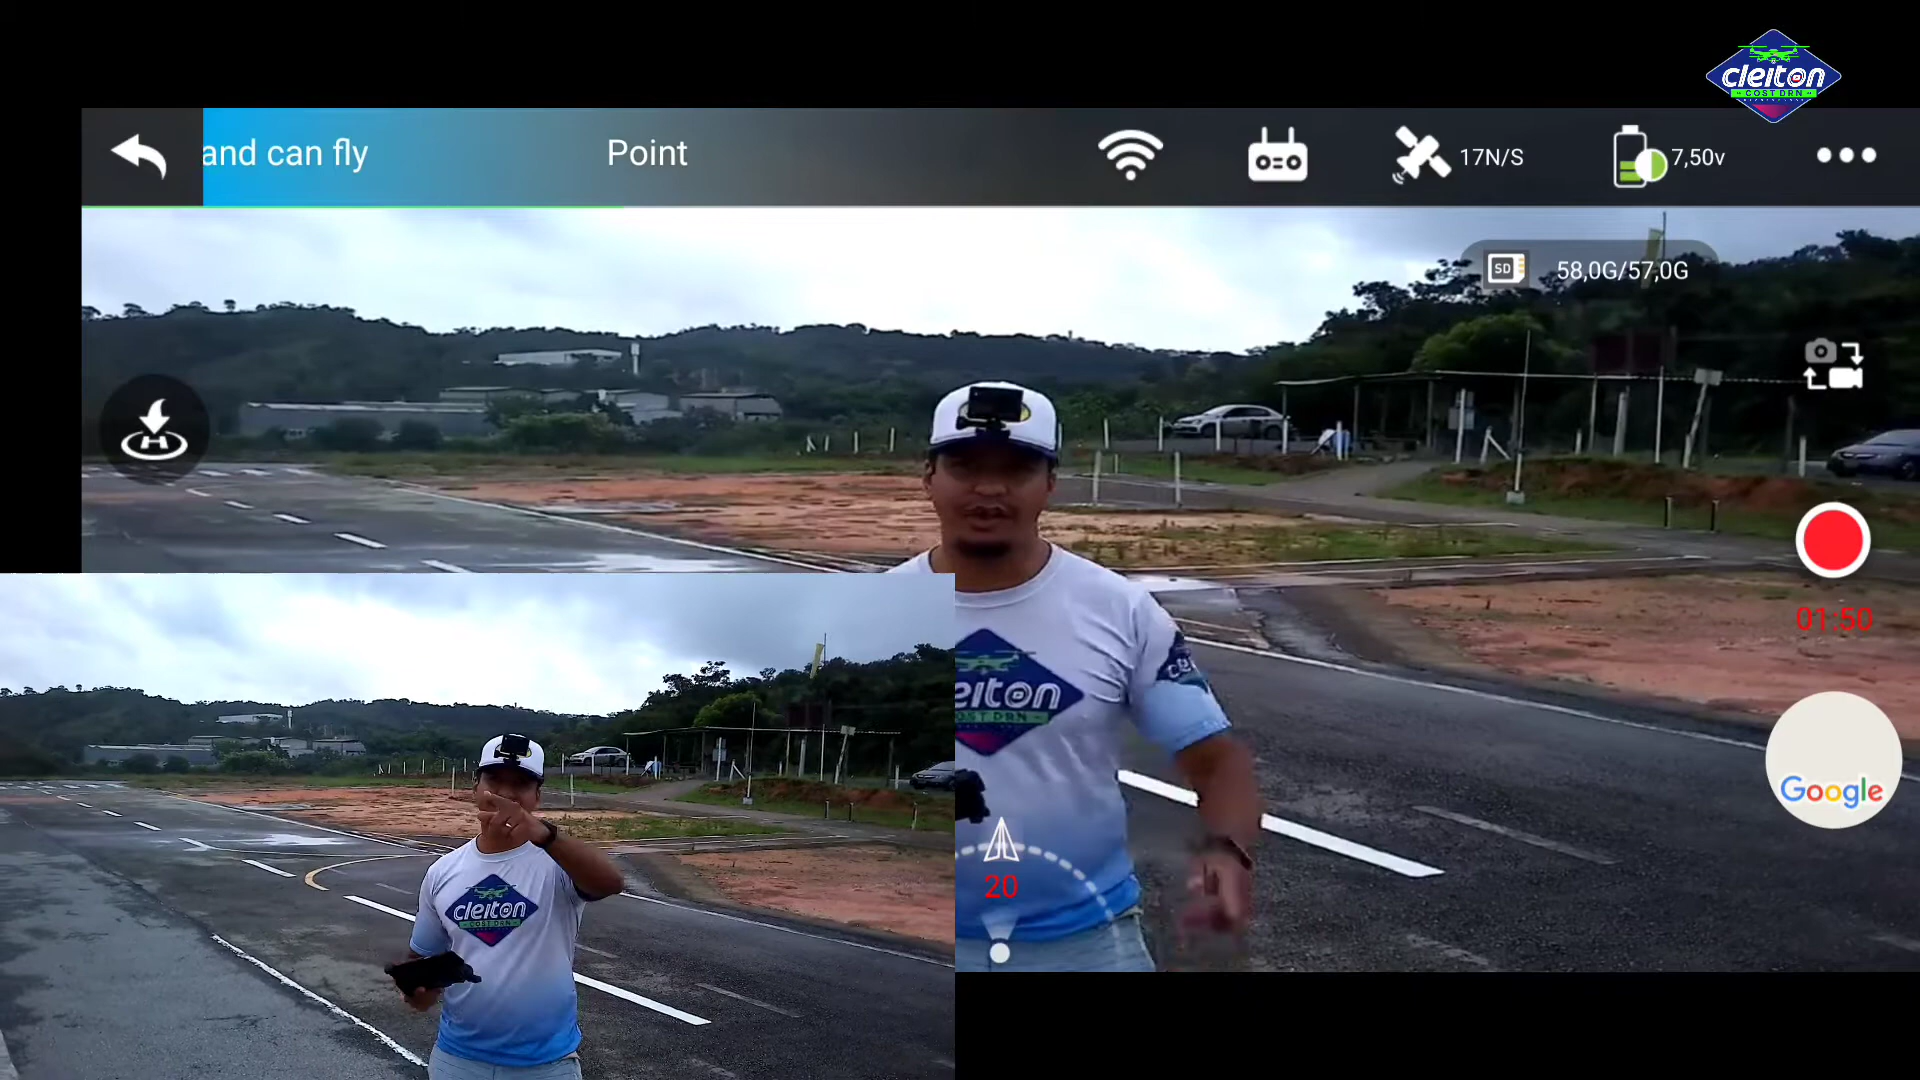 cleiton
COST DRN
and can fly
Point
17N/S
7,50v
SD
58,0G/57,0G
H
01:50
eiton
OST DRN
Google
20
cleiton
COST DRN